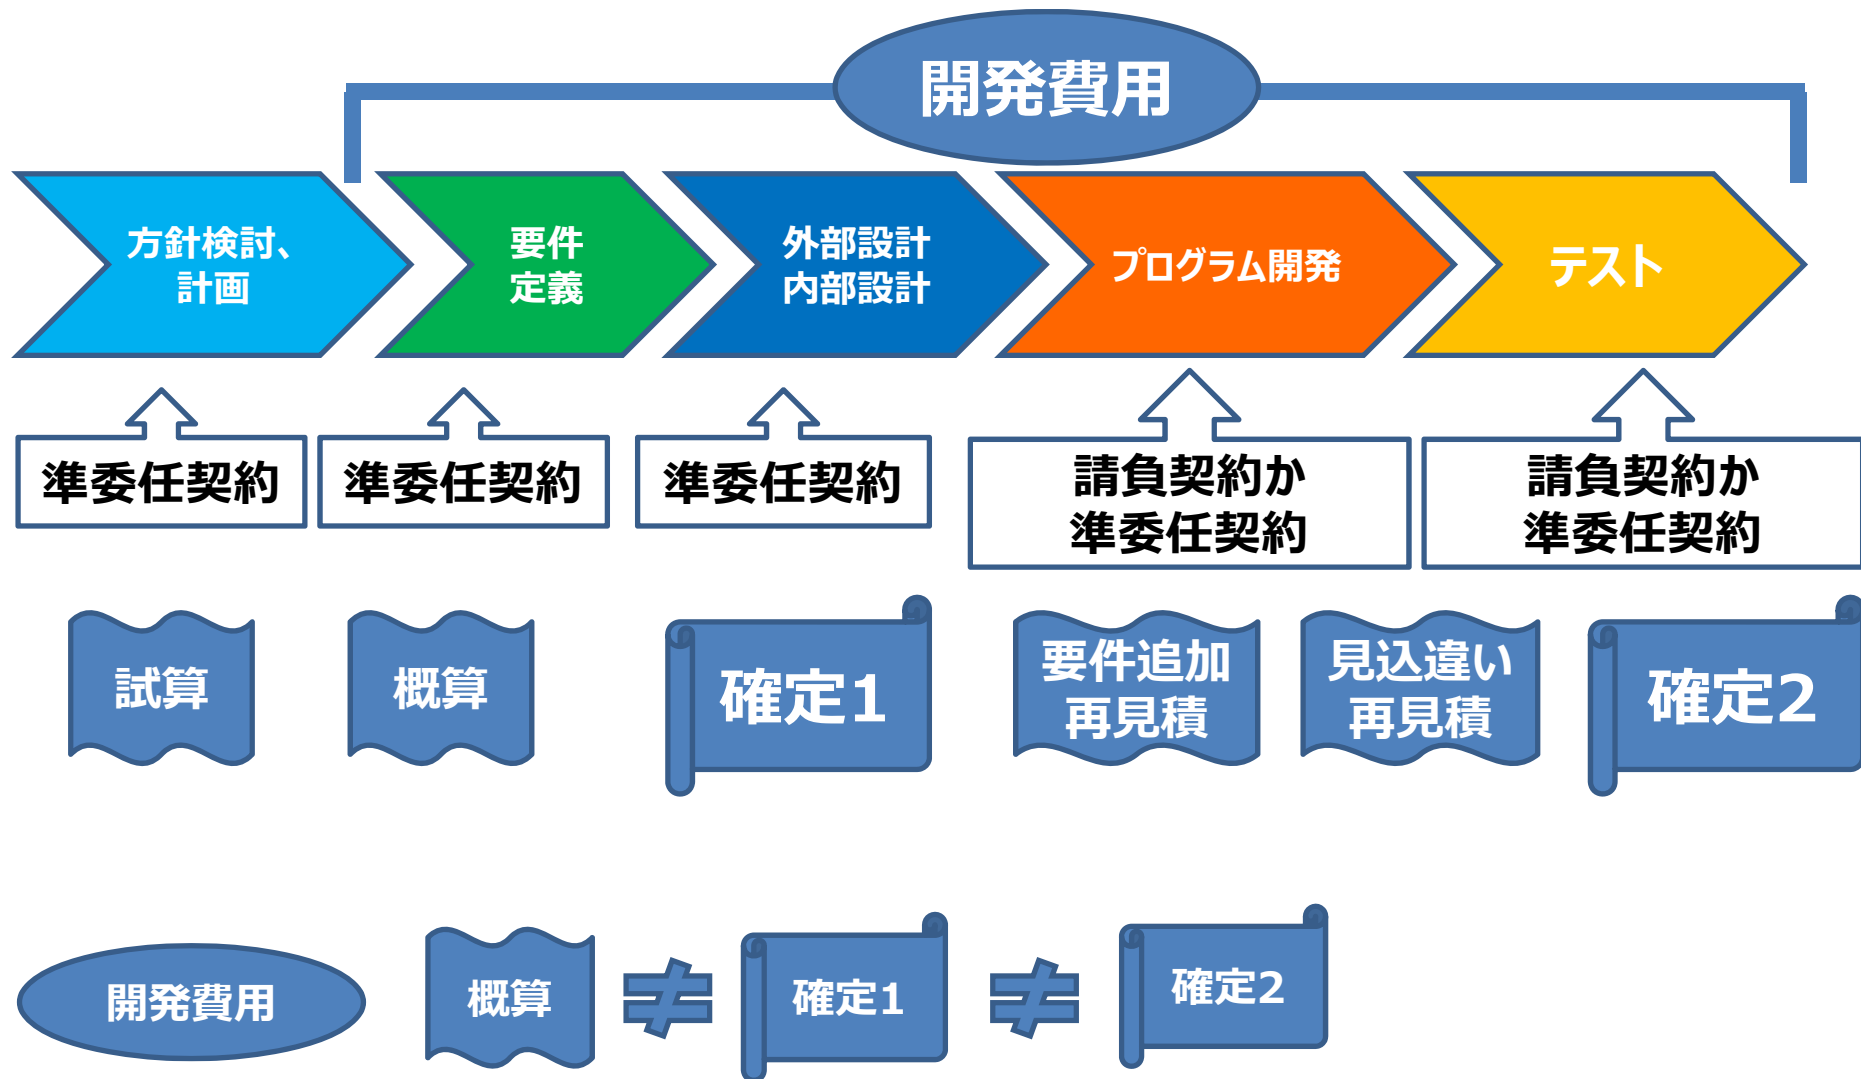 開発費用
方針検討、
計画
要件
定義
外部設計
内部設計
プログラム開発
テスト
準委任契約
準委任契約
準委任契約
請負契約か
準委任契約
請負契約か
準委任契約
試算
概算
確定1
要件追加
再見積
見込違い
再見積
確定2
開発費用
概算
≠
確定1
≠
確定2